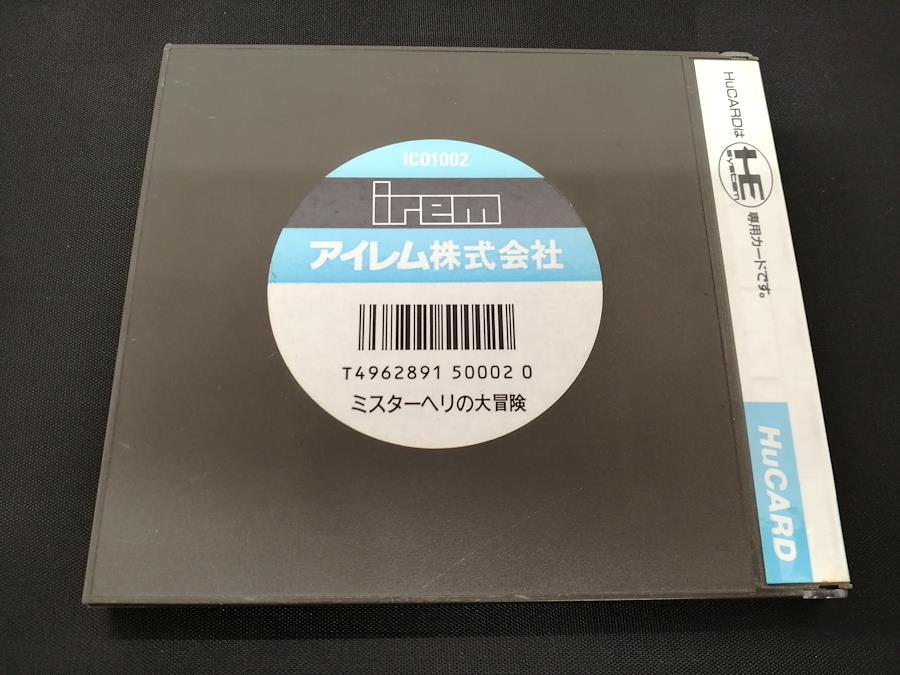 IC01002
irem
アイレム株式会社
T4962891 50002 0
ミスターヘリの大冒険
HuCARDは HE system 専用カードです。
HuCARD